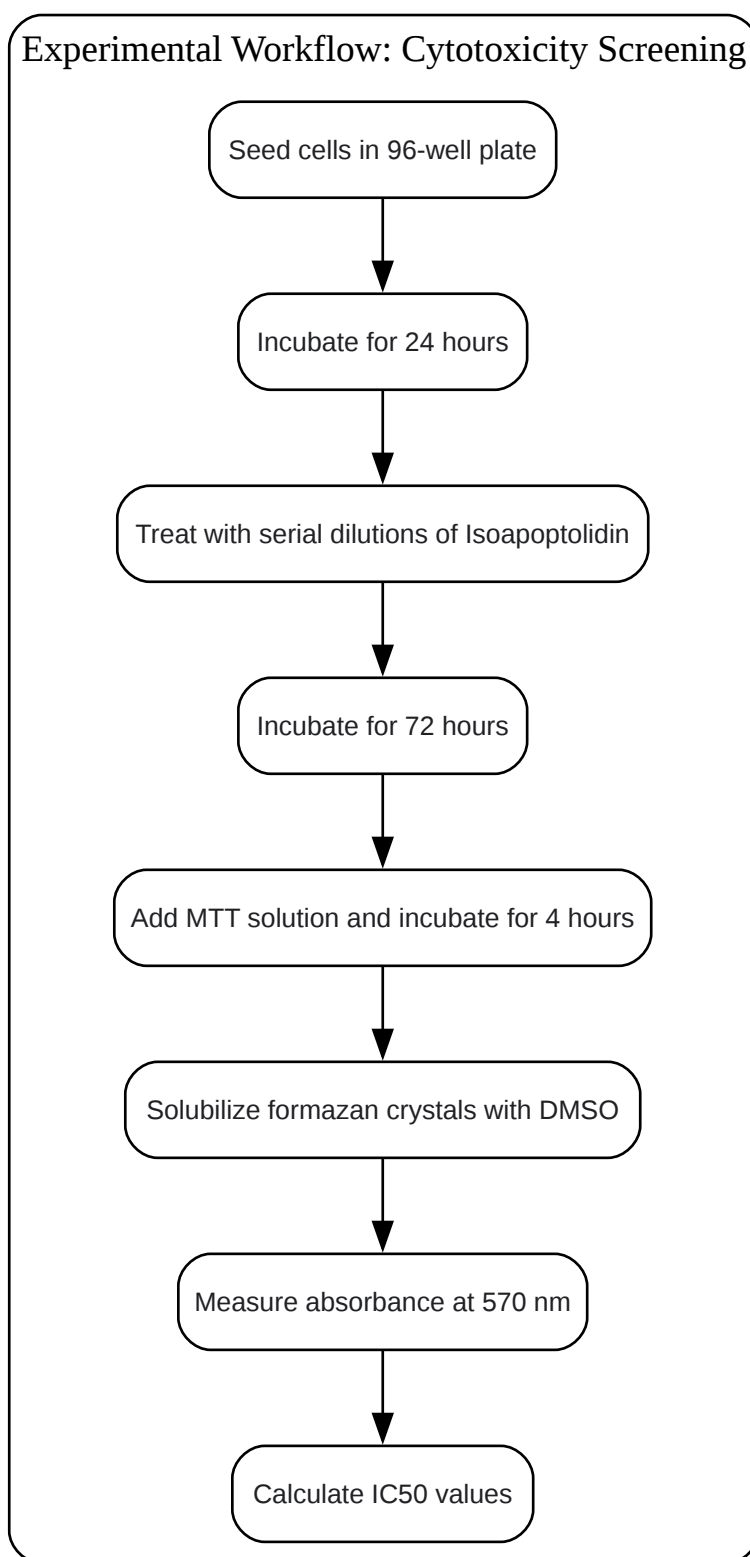 Experimental Workflow: Cytotoxicity Screening
Seed cells in 96-well plate
Incubate for 24 hours
Treat with serial dilutions of Isoapoptolidin
Incubate for 72 hours
Add MTT solution and incubate for 4 hours
Solubilize formazan crystals with DMSO
Measure absorbance at 570 nm
Calculate IC50 values